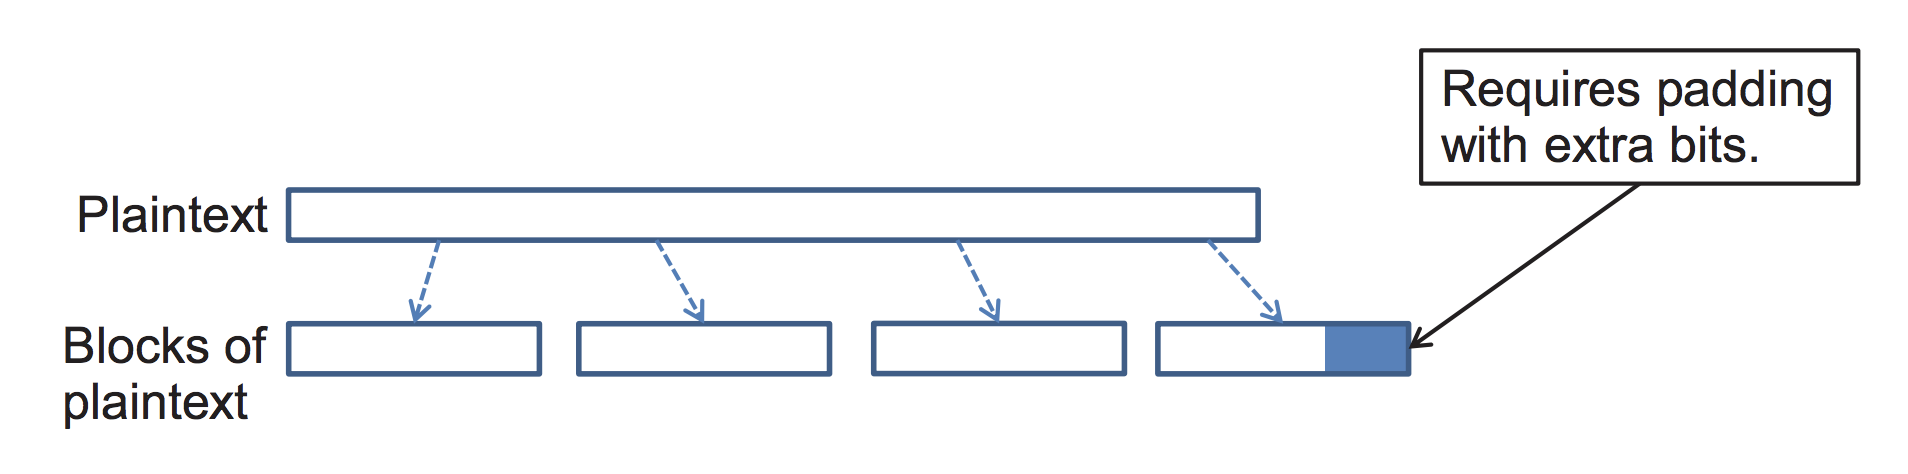 Requires padding
with extra bits.
Plaintext
Blocks of
plaintext